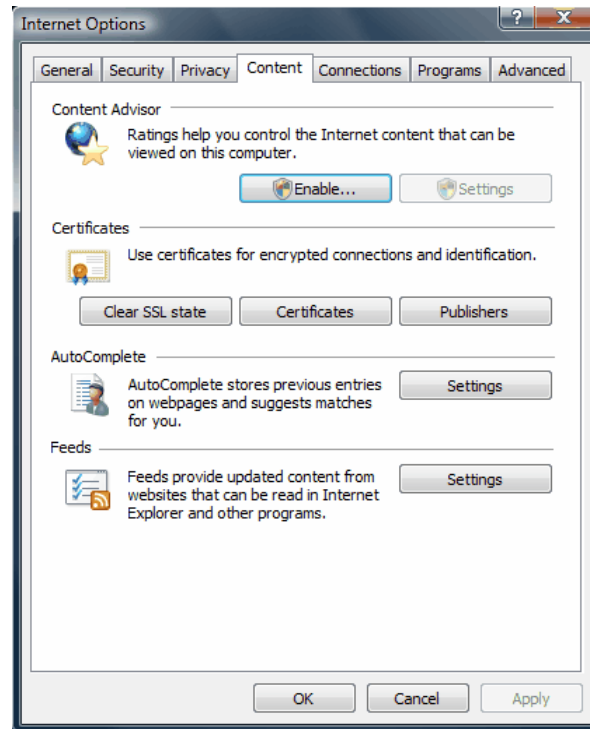 Internet Options
?
X
General Security Privacy Content Connections Programs Advanced
Content Advisor
Ratings help you control the Internet content that can be
viewed on this computer.
Enable... Settings
Certificates
Use certificates for encrypted connections and identification.
Clear SSL state Certificates Publishers
AutoComplete
AutoComplete stores previous entries
on webpages and suggests matches
for you.
Settings
Feeds
Feeds provide updated content from
websites that can be read in Internet
Explorer and other programs.
Settings
OK Cancel Apply